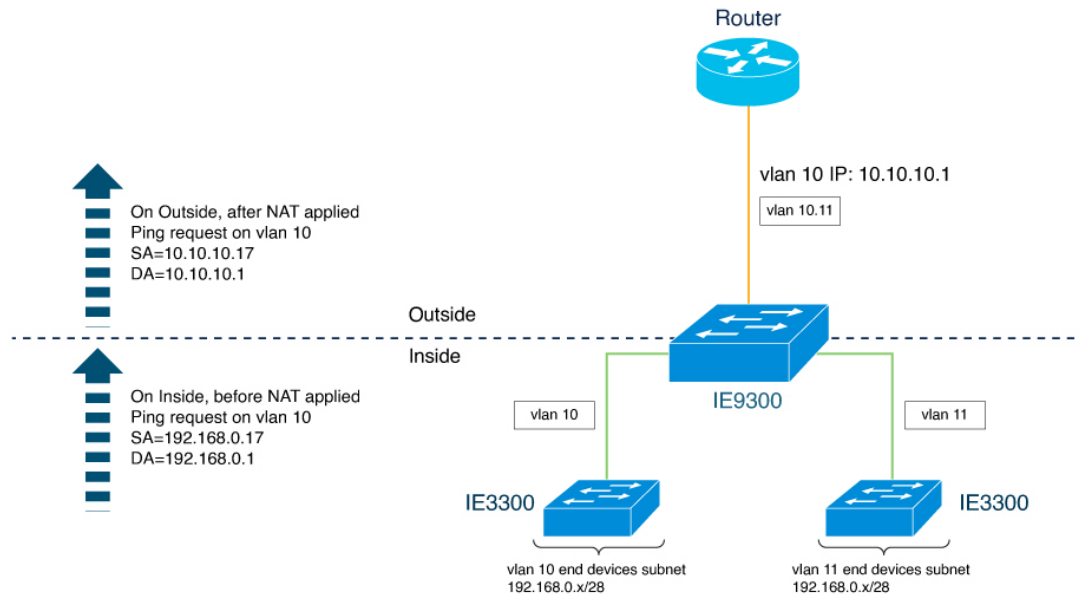 Router
vlan 10 IP: 10.10.10.1
vlan 10.11
On Outside, after NAT applied
Ping request on vlan 10
SA=10.10.10.17
DA=10.10.10.1
Outside
Inside
On Inside, before NAT applied
Ping request on vlan 10
SA=192.168.0.17
DA=192.168.0.1
IE9300
vlan 10
vlan 11
IE3300
IE3300
vlan 10 end devices subnet
192.168.0.x/28
vlan 11 end devices subnet
192.168.0.x/28